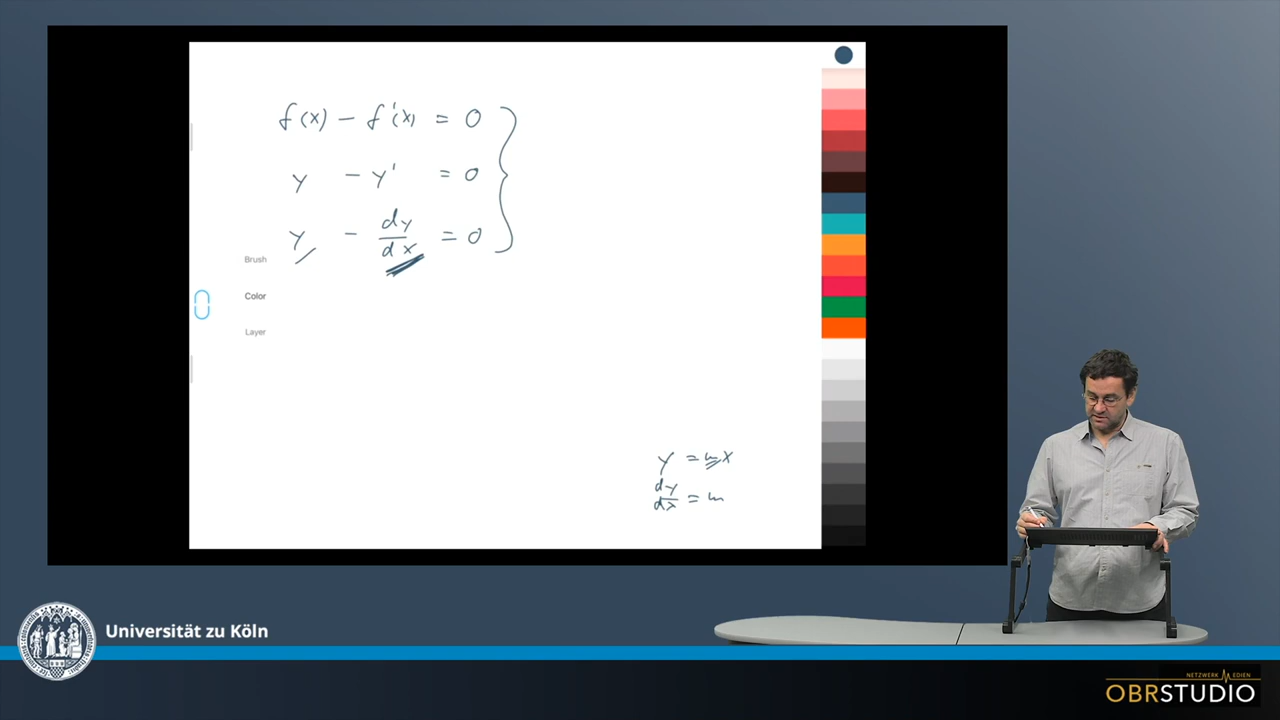 f(x) − f'(x) = 0
y − y' = 0
y − dy/dx = 0
Brush
Color
Layer
y = mx
dy/dx = m
Universität zu Köln
NETZWERK MEDIEN
OBRSTUDIO